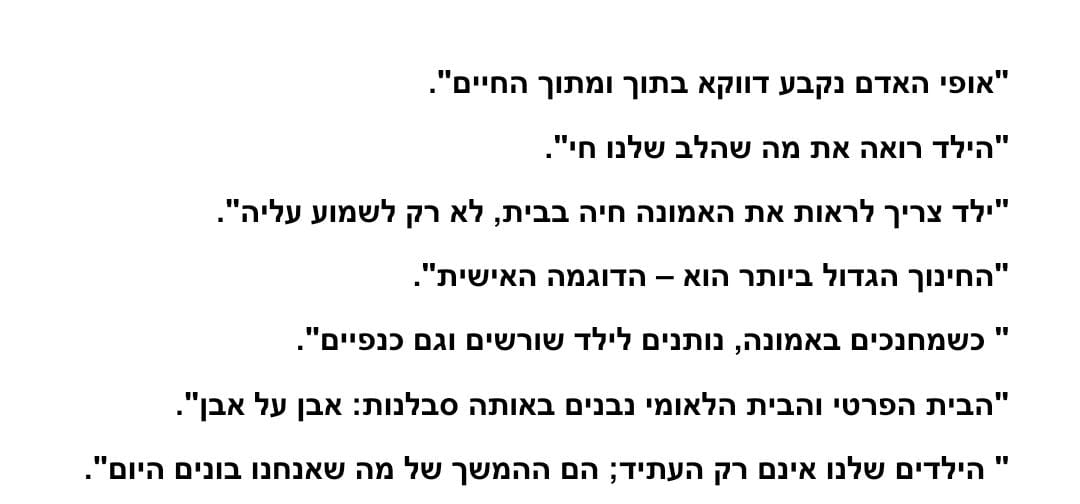 "אופי האדם נקבע דווקא בתוך ומתוך החיים".
"הילד רואה את מה שהלב שלנו חי".
"ילד צריך לראות את האמונה חיה בבית, לא רק לשמוע עליה".
"החינוך הגדול ביותר הוא – הדוגמה האישית".
" כשמחנכים באמונה, נותנים לילד שורשים וגם כנפיים".
"הבית הפרטי והבית הלאומי נבנים באותה סבלנות: אבן על אבן".
" הילדים שלנו אינם רק העתיד; הם ההמשך של מה שאנחנו בונים היום".